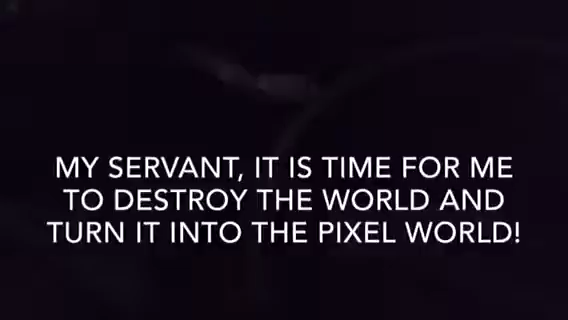 MY SERVANT, IT IS TIME FOR ME
TO DESTROY THE WORLD AND
TURN IT INTO THE PIXEL WORLD!